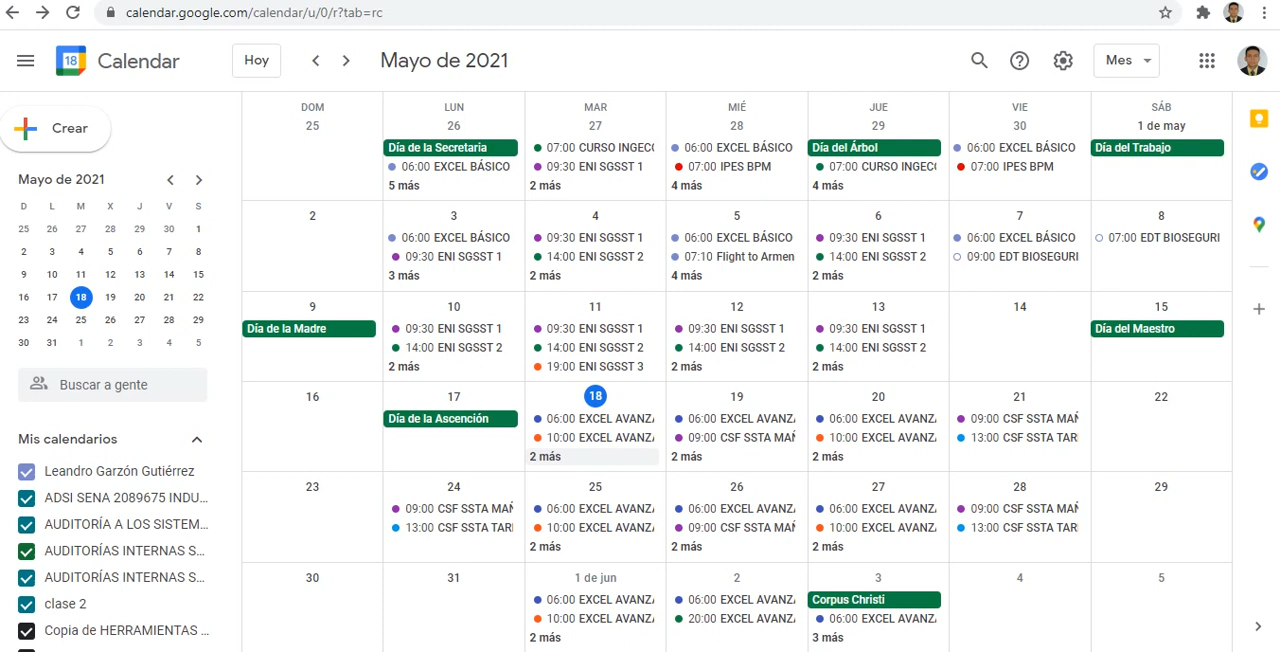 calendar.google.com/calendar/u/0/r?tab=rc
18 Calendar Hoy Mayo de 2021 Mes
Crear
Mayo de 2021
D L M X J V S
25 26 27 28 29 30 1
2 3 4 5 6 7 8
9 10 11 12 13 14 15
16 17 18 19 20 21 22
23 24 25 26 27 28 29
30 31 1 2 3 4 5
Buscar a gente
Mis calendarios
Leandro Garzón Gutiérrez
ADSI SENA 2089675 INDU...
AUDITORÍA A LOS SISTEM...
AUDITORÍAS INTERNAS S...
AUDITORÍAS INTERNAS S...
clase 2
Copia de HERRAMIENTAS ...
DOM LUN MAR MIÉ JUE VIE SÁB
25 26 27 28 29 30 1 de may
Día de la Secretaria 07:00 CURSO INGEC 06:00 EXCEL BÁSICO Día del Árbol 06:00 EXCEL BÁSICO Día del Trabajo
06:00 EXCEL BÁSICO 09:30 ENI SGSST 1 07:00 IPES BPM 07:00 CURSO INGEC 07:00 IPES BPM
5 más 2 más 4 más 4 más
2 3 4 5 6 7 8
06:00 EXCEL BÁSICO 09:30 ENI SGSST 1 06:00 EXCEL BÁSICO 09:30 ENI SGSST 1 06:00 EXCEL BÁSICO 07:00 EDT BIOSEGURI
09:30 ENI SGSST 1 14:00 ENI SGSST 2 07:10 Flight to Armen 14:00 ENI SGSST 2 09:00 EDT BIOSEGURI
3 más 2 más 4 más 2 más
9 10 11 12 13 14 15
Día de la Madre 09:30 ENI SGSST 1 09:30 ENI SGSST 1 09:30 ENI SGSST 1 09:30 ENI SGSST 1 Día del Maestro
14:00 ENI SGSST 2 14:00 ENI SGSST 2 14:00 ENI SGSST 2 14:00 ENI SGSST 2
2 más 19:00 ENI SGSST 3 2 más 2 más
16 17 18 19 20 21 22
Día de la Ascención 06:00 EXCEL AVANZ 06:00 EXCEL AVANZ 06:00 EXCEL AVANZ 09:00 CSF SSTA MAÑ
10:00 EXCEL AVANZ 09:00 CSF SSTA MAÑ 10:00 EXCEL AVANZ 13:00 CSF SSTA TAR
2 más 2 más 2 más
23 24 25 26 27 28 29
09:00 CSF SSTA MAÑ 06:00 EXCEL AVANZ 06:00 EXCEL AVANZ 06:00 EXCEL AVANZ 09:00 CSF SSTA MAÑ
13:00 CSF SSTA TAR 10:00 EXCEL AVANZ 09:00 CSF SSTA MAÑ 10:00 EXCEL AVANZ 13:00 CSF SSTA TAR
2 más 2 más 2 más
30 31 1 de jun 2 3 4 5
06:00 EXCEL AVANZ 06:00 EXCEL AVANZ Corpus Christi
10:00 EXCEL AVANZ 20:00 EXCEL AVANZ 06:00 EXCEL AVANZ
2 más 3 más